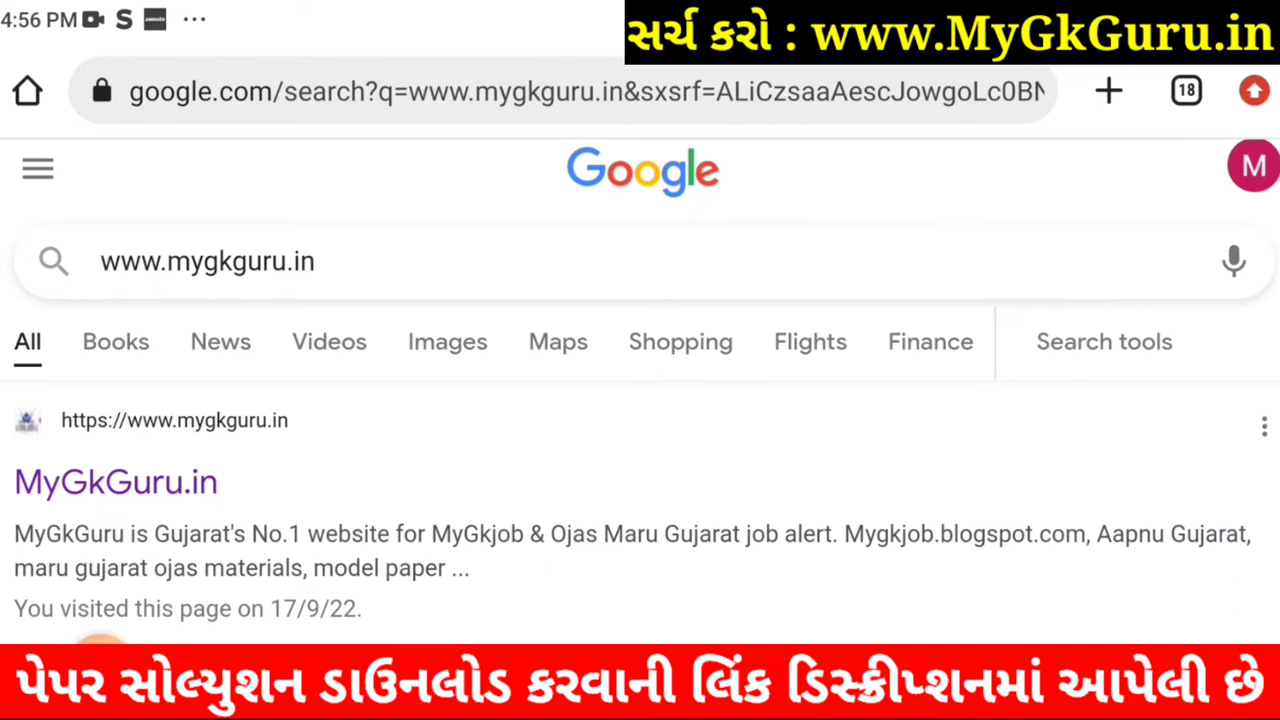 4:56 PM S ...
સર્ચ કરો : www.MyGkGuru.in
google.com/search?q=www.mygkguru.in&sxsrf=ALiCzsaaAescJowgoLc0BN
18
Google
M
www.mygkguru.in
All Books News Videos Images Maps Shopping Flights Finance Search tools
https://www.mygkguru.in
MyGkGuru.in
MyGkGuru is Gujarat's No.1 website for MyGkjob & Ojas Maru Gujarat job alert. Mygkjob.blogspot.com, Aapnu Gujarat,
maru gujarat ojas materials, model paper ...
You visited this page on 17/9/22.
પેપર સોલ્યુશન ડાઉનલોડ કરવાની લિંક ડિસ્ક્રીપ્શનમાં આપેલી છે